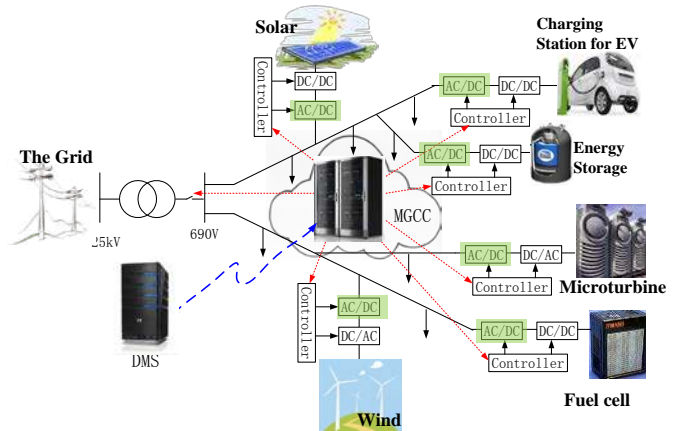 Solar
Charging
Station for EV
Controller
DC/DC
AC/DC
AC/DC
DC/DC
Controller
The Grid
AC/DC
DC/DC
Energy
Storage
Controller
MGCC
25kV
690V
AC/DC
DC/AC
Controller
Microturbine
DMS
Controller
AC/DC
DC/AC
AC/DC
DC/DC
Controller
Wind
Fuel cell